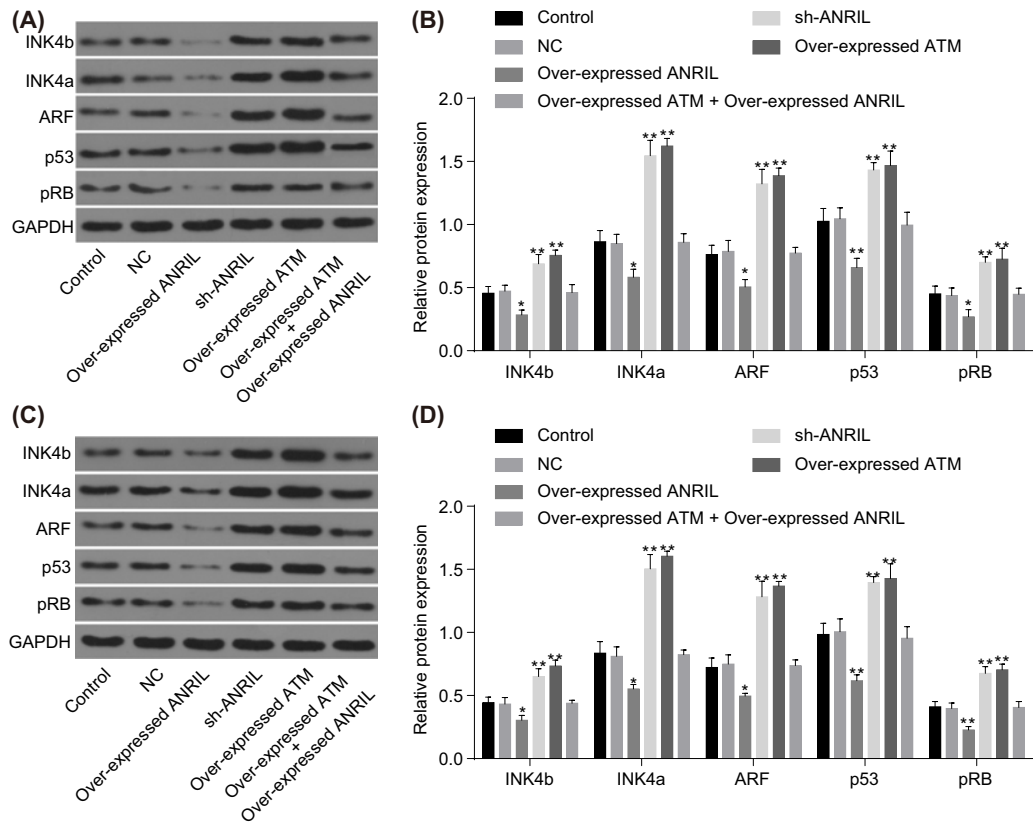 (A)
INK4b
INK4a
ARF
p53
pRB
GAPDH
Control
NC
Over-expressed ANRIL
sh-ANRIL
Over-expressed ATM
Over-expressed ATM
+
Over-expressed ANRIL
(B)
Control
NC
Over-expressed ANRIL
Over-expressed ATM + Over-expressed ANRIL
sh-ANRIL
Over-expressed ATM
Relative protein expression
2.0
1.5
1.0
0.5
0.0
** ** * ** ** * ** ** * ** ** ** ** ** *
INK4b INK4a ARF p53 pRB
(C)
INK4b
INK4a
ARF
p53
pRB
GAPDH
Control
NC
Over-expressed ANRIL
sh-ANRIL
Over-expressed ATM
Over-expressed ATM
+
Over-expressed ANRIL
(D)
Control
NC
Over-expressed ANRIL
Over-expressed ATM + Over-expressed ANRIL
sh-ANRIL
Over-expressed ATM
Relative protein expression
2.0
1.5
1.0
0.5
0.0
** ** * ** ** * ** ** * ** ** ** ** ** **
INK4b INK4a ARF p53 pRB